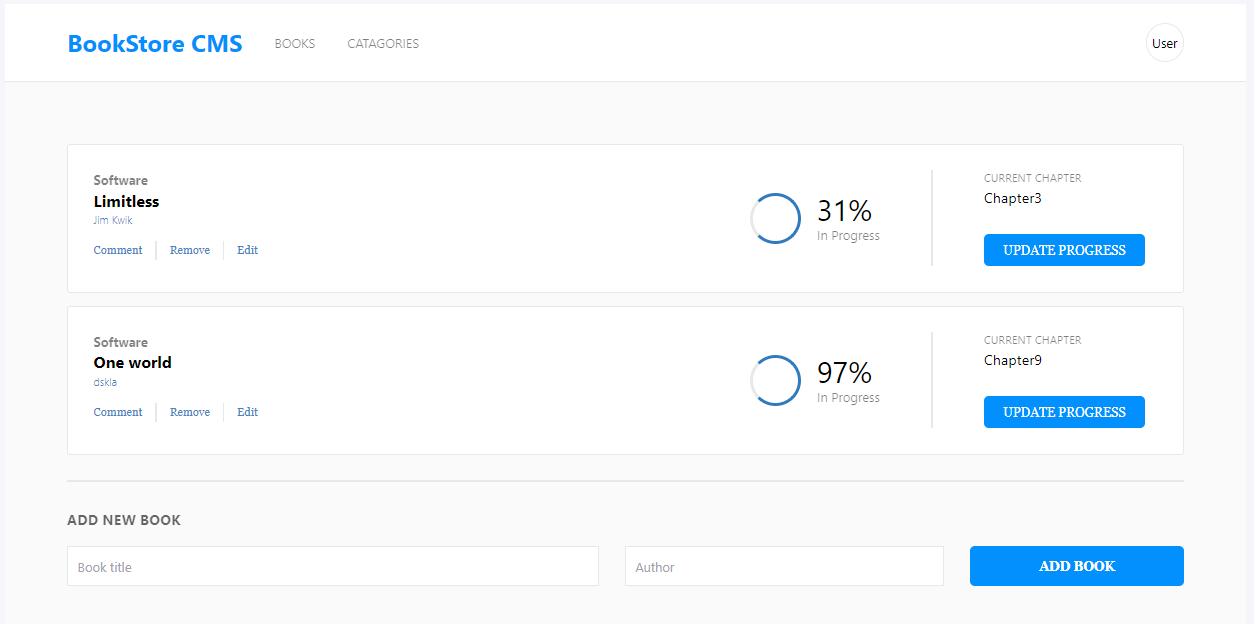 BookStore CMS BOOKS CATAGORIES User
Software
Limitless
Jim Kwik
Comment Remove Edit
31%
In Progress
CURRENT CHAPTER
Chapter3
UPDATE PROGRESS
Software
One world
dskla
Comment Remove Edit
97%
In Progress
CURRENT CHAPTER
Chapter9
UPDATE PROGRESS
ADD NEW BOOK
Book title Author ADD BOOK